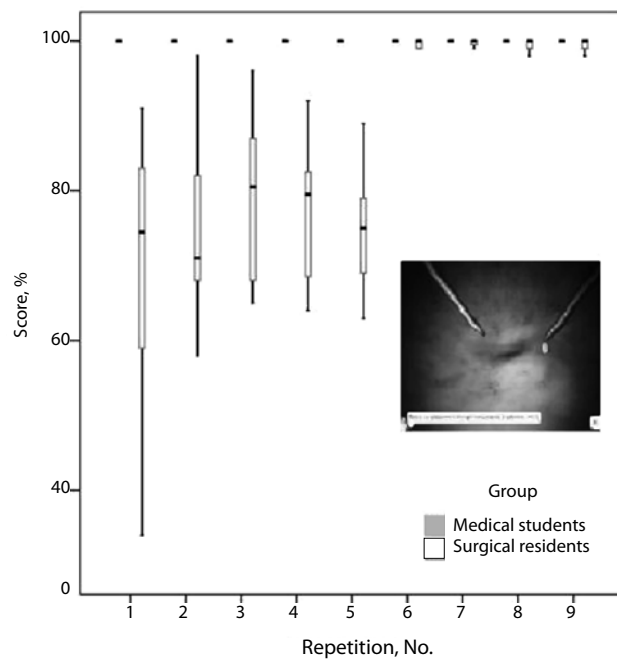 100
80
60
40
0
Score, %
Group
Medical students
Surgical residents
1 2 3 4 5 6 7 8 9
Repetition, No.